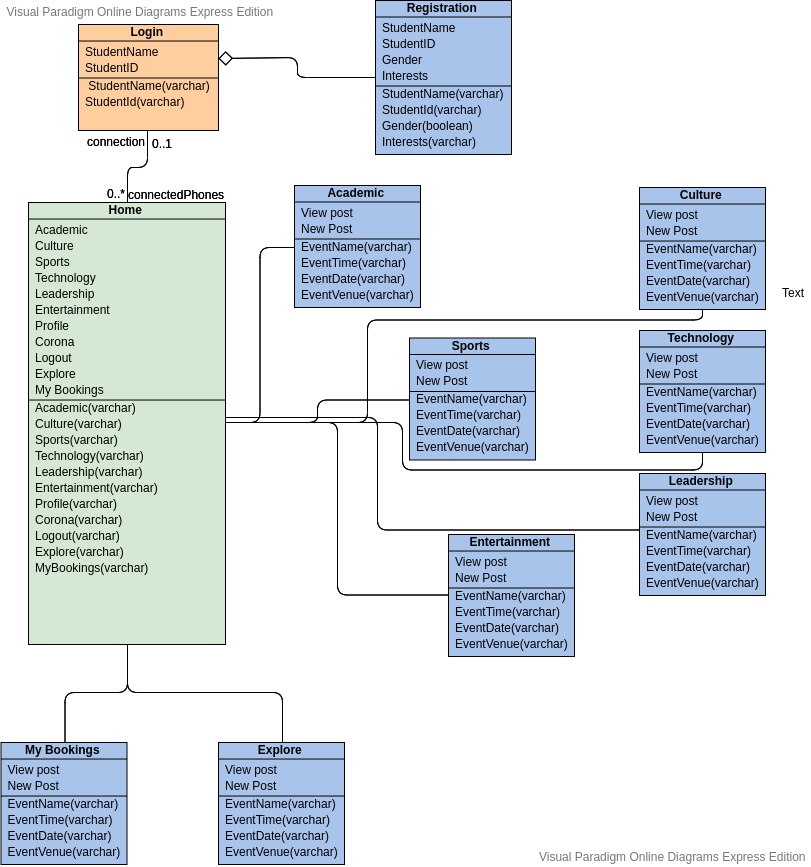 Visual Paradigm Online Diagrams Express Edition
Login
StudentName
StudentID
StudentName(varchar)
StudentId(varchar)
Registration
StudentName
StudentID
Gender
Interests
StudentName(varchar)
StudentId(varchar)
Gender(boolean)
Interests(varchar)
connection
0..1
0..*
connectedPhones
Home
Academic
Culture
Sports
Technology
Leadership
Entertainment
Profile
Corona
Logout
Explore
My Bookings
Academic(varchar)
Culture(varchar)
Sports(varchar)
Technology(varchar)
Leadership(varchar)
Entertainment(varchar)
Profile(varchar)
Corona(varchar)
Logout(varchar)
Explore(varchar)
MyBookings(varchar)
Academic
View post
New Post
EventName(varchar)
EventTime(varchar)
EventDate(varchar)
EventVenue(varchar)
Culture
View post
New Post
EventName(varchar)
EventTime(varchar)
EventDate(varchar)
EventVenue(varchar)
Text
Sports
View post
New Post
EventName(varchar)
EventTime(varchar)
EventDate(varchar)
EventVenue(varchar)
Technology
View post
New Post
EventName(varchar)
EventTime(varchar)
EventDate(varchar)
EventVenue(varchar)
Leadership
View post
New Post
EventName(varchar)
EventTime(varchar)
EventDate(varchar)
EventVenue(varchar)
Entertainment
View post
New Post
EventName(varchar)
EventTime(varchar)
EventDate(varchar)
EventVenue(varchar)
My Bookings
View post
New Post
EventName(varchar)
EventTime(varchar)
EventDate(varchar)
EventVenue(varchar)
Explore
View post
New Post
EventName(varchar)
EventTime(varchar)
EventDate(varchar)
EventVenue(varchar)
Visual Paradigm Online Diagrams Express Edition